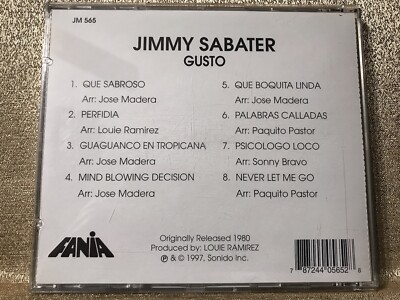 JM 565
JIMMY SABATER
GUSTO
1. QUE SABROSO
Arr: Jose Madera
2. PERFIDIA
Arr: Louie Ramirez
3. GUAGUANCO EN TROPICANA
Arr: Jose Madera
4. MIND BLOWING DECISION
Arr: Jose Madera
5. QUE BOQUITA LINDA
Arr: Jose Madera
6. PALABRAS CALLADAS
Arr: Paquito Pastor
7. PSICOLOGO LOCO
Arr: Sonny Bravo
8. NEVER LET ME GO
Arr: Paquito Pastor
FANIA
Originally Released 1980
Produced by: LOUIE RAMIREZ
℗ & © 1997, Sonido Inc.
7 87244 05652 8